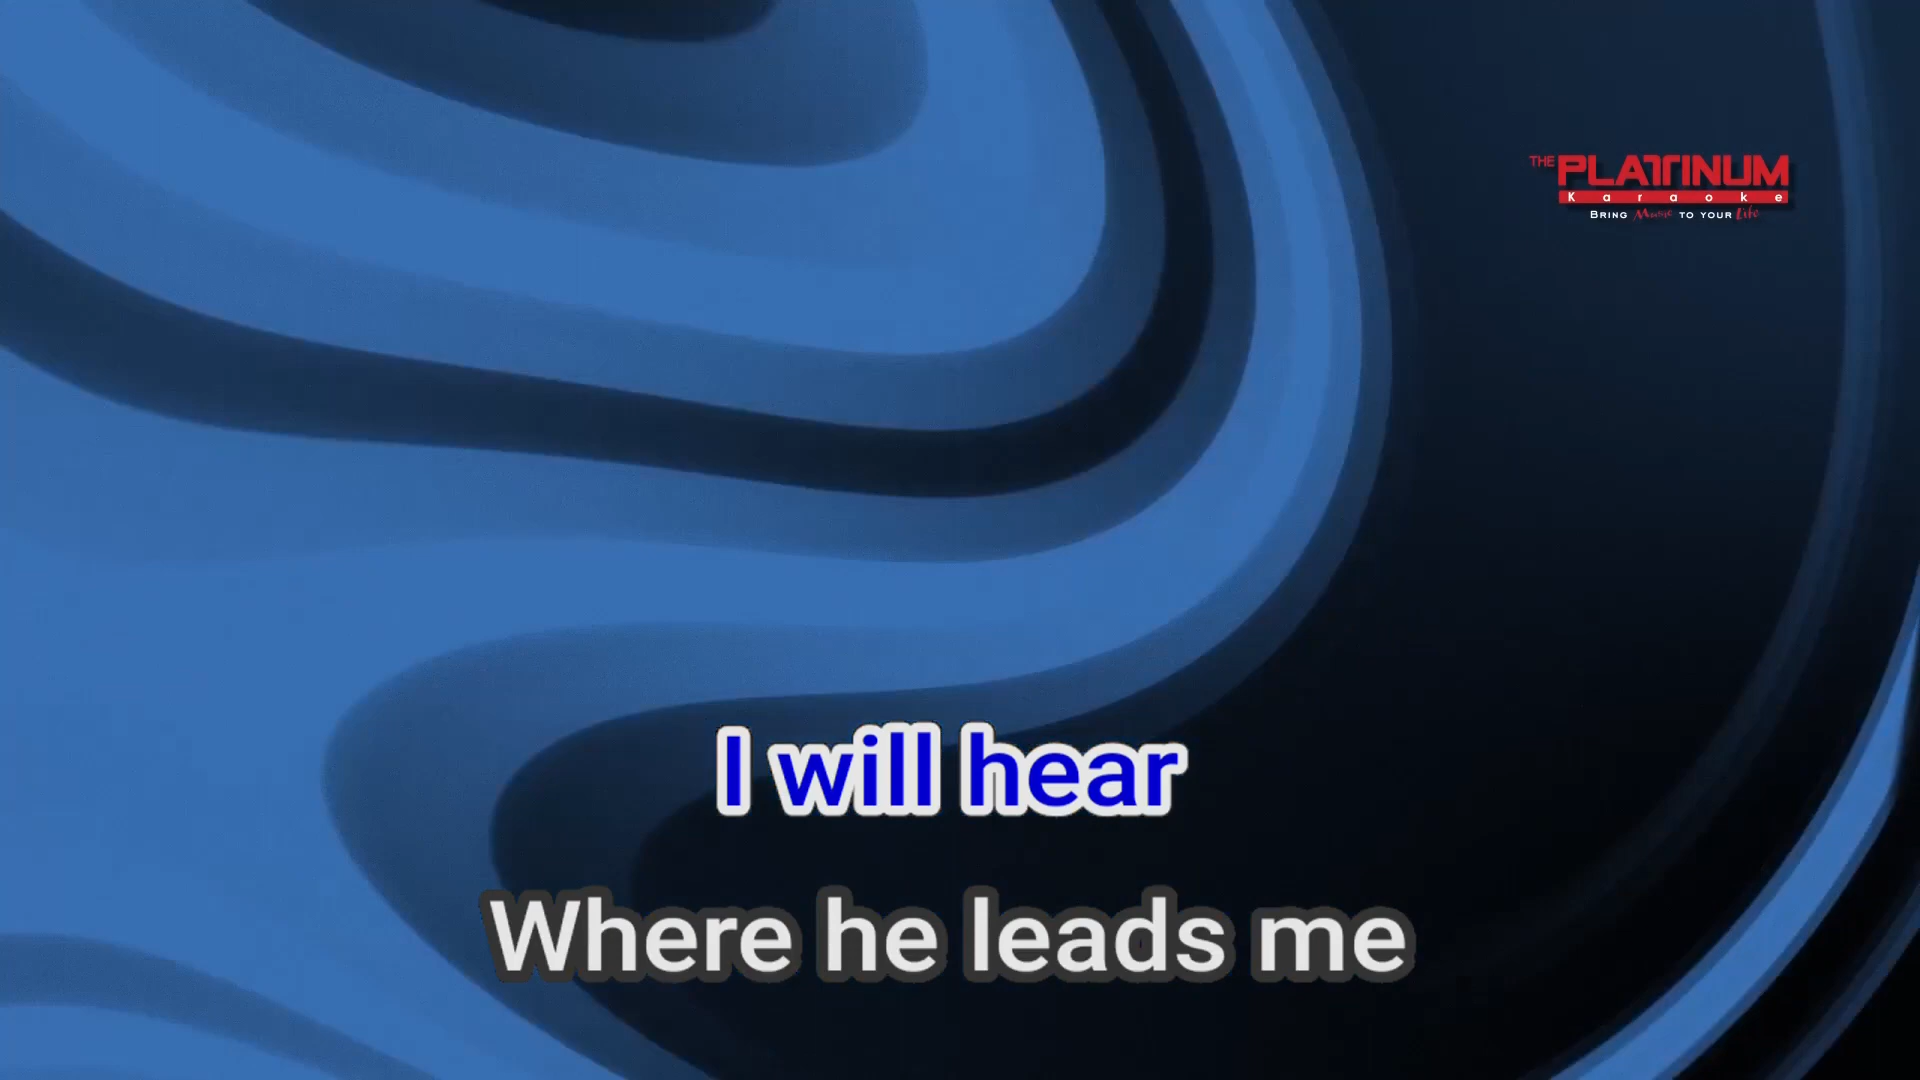 THE PLATINUM
Karaoke
BRING Music TO YOUR Life
I will hear
Where he leads me